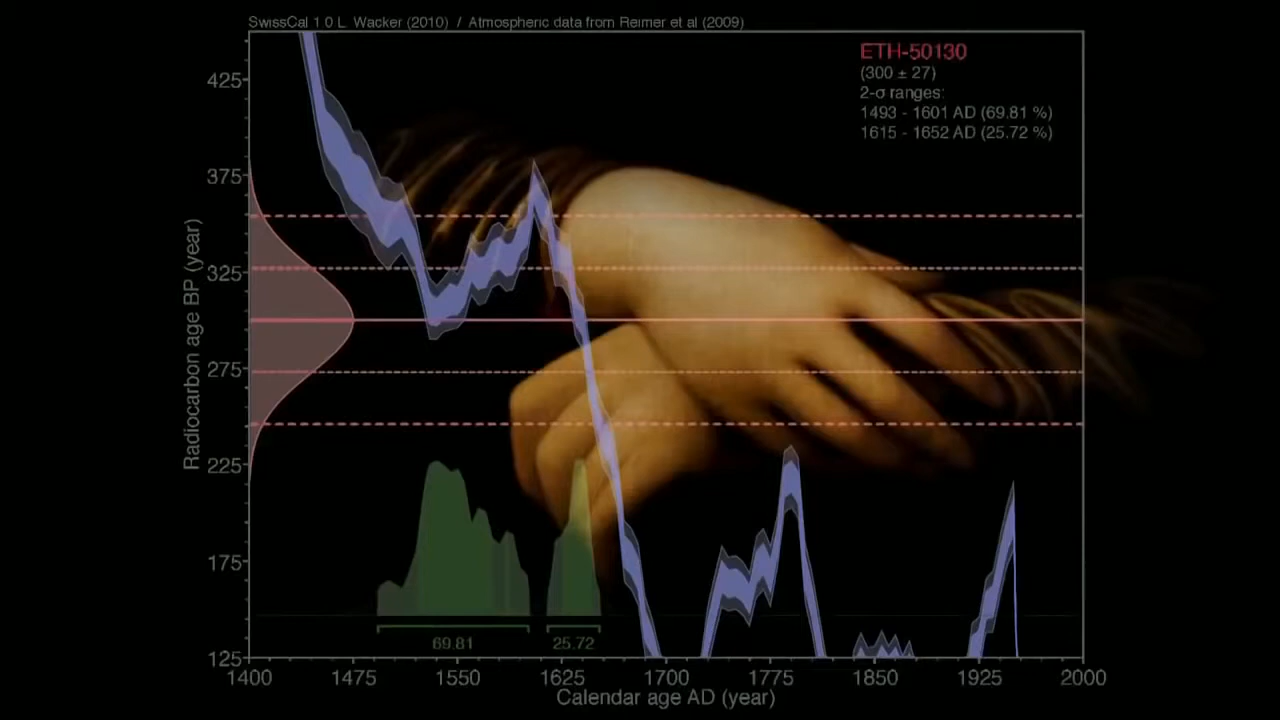 SwissCal 1.0 L. Wacker (2010) / Atmospheric data from Reimer et al (2009)
ETH-50130
(300 ± 27)
2-σ ranges:
1493 - 1601 AD (69.81 %)
1615 - 1652 AD (25.72 %)
Radiocarbon age BP (year)
425
375
325
275
225
175
125
69.81
25.72
1400
1475
1550
1625
1700
1775
1850
1925
2000
Calendar age AD (year)